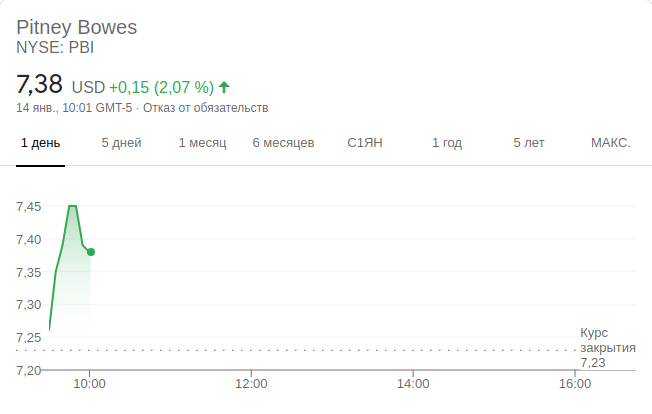 Pitney Bowes
NYSE: PBI
7,38 USD +0,15 (2,07 %)
14 янв., 10:01 GMT-5 · Отказ от обязательств
1 день 5 дней 1 месяц 6 месяцев С1ЯН 1 год 5 лет МАКС.
7,45
7,40
7,35
7,30
7,25
7,20
Курс
закрытия
7,23
10:00 12:00 14:00 16:00